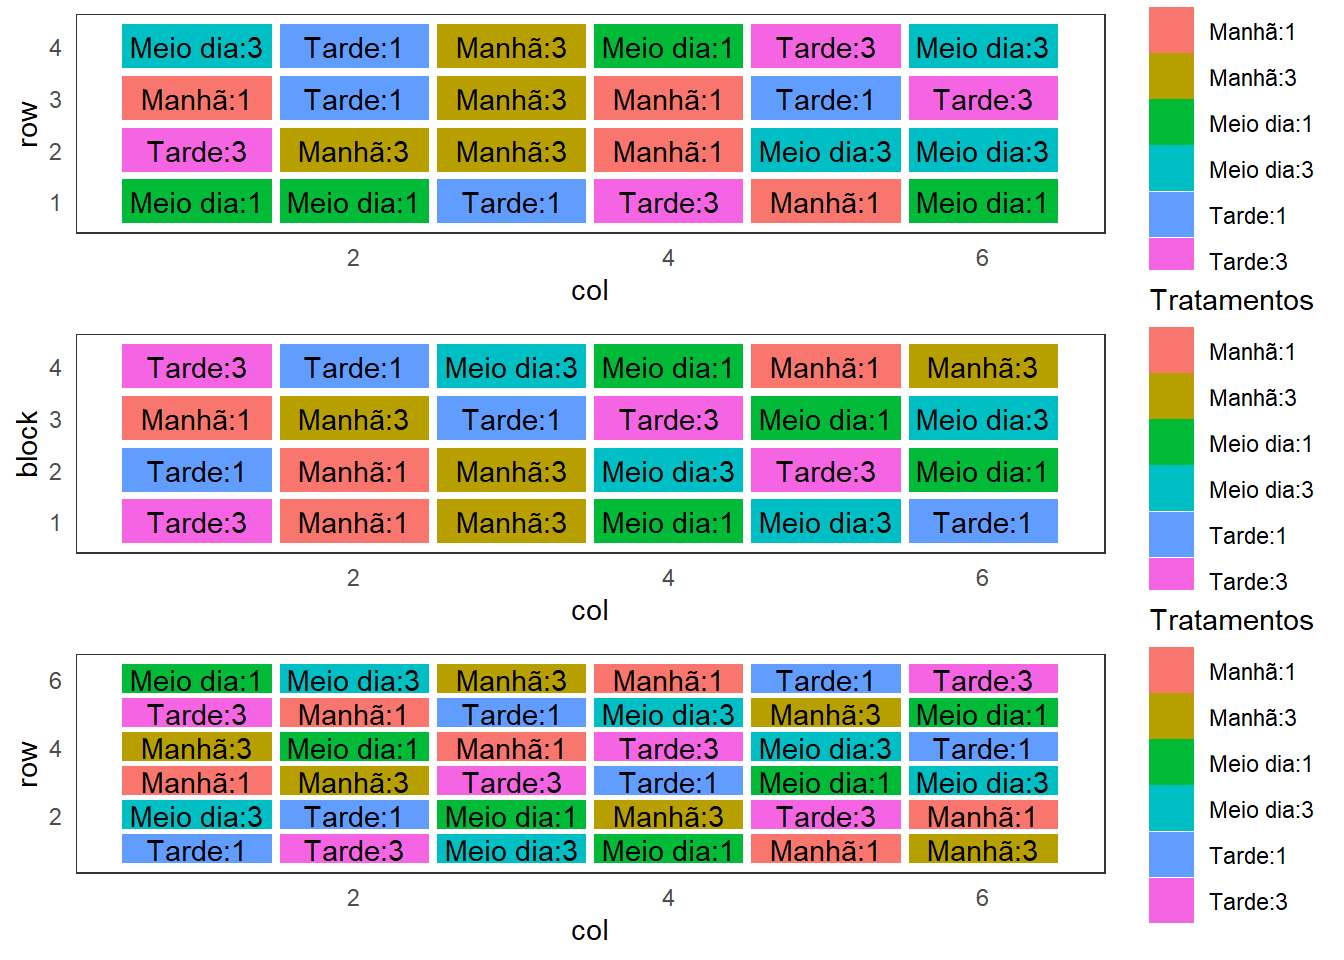 4 Meio dia:3 Tarde:1 Manhã:3 Meio dia:1 Tarde:3 Meio dia:3
3 Manhã:1 Tarde:1 Manhã:3 Manhã:1 Tarde:1 Tarde:3
2 Tarde:3 Manhã:3 Manhã:3 Manhã:1 Meio dia:3 Meio dia:3
1 Meio dia:1 Meio dia:1 Tarde:1 Tarde:3 Manhã:1 Meio dia:1
row
2 4 6
col
Manhã:1
Manhã:3
Meio dia:1
Meio dia:3
Tarde:1
Tarde:3
Tratamentos
4 Tarde:3 Tarde:1 Meio dia:3 Meio dia:1 Manhã:1 Manhã:3
3 Manhã:1 Manhã:3 Tarde:1 Tarde:3 Meio dia:1 Meio dia:3
2 Tarde:1 Manhã:1 Manhã:3 Meio dia:3 Tarde:3 Meio dia:1
1 Tarde:3 Manhã:1 Manhã:3 Meio dia:1 Meio dia:3 Tarde:1
block
2 4 6
col
Manhã:1
Manhã:3
Meio dia:1
Meio dia:3
Tarde:1
Tarde:3
Tratamentos
6 Meio dia:1 Meio dia:3 Manhã:3 Manhã:1 Tarde:1 Tarde:3
Tarde:3 Manhã:1 Tarde:1 Meio dia:3 Manhã:3 Meio dia:1
4 Manhã:3 Meio dia:1 Manhã:1 Tarde:3 Meio dia:3 Tarde:1
Manhã:1 Manhã:3 Tarde:3 Tarde:1 Meio dia:1 Meio dia:3
2 Meio dia:3 Tarde:1 Meio dia:1 Manhã:3 Tarde:3 Manhã:1
Tarde:1 Tarde:3 Meio dia:3 Meio dia:1 Manhã:1 Manhã:3
row
2 4 6
col
Manhã:1
Manhã:3
Meio dia:1
Meio dia:3
Tarde:1
Tarde:3